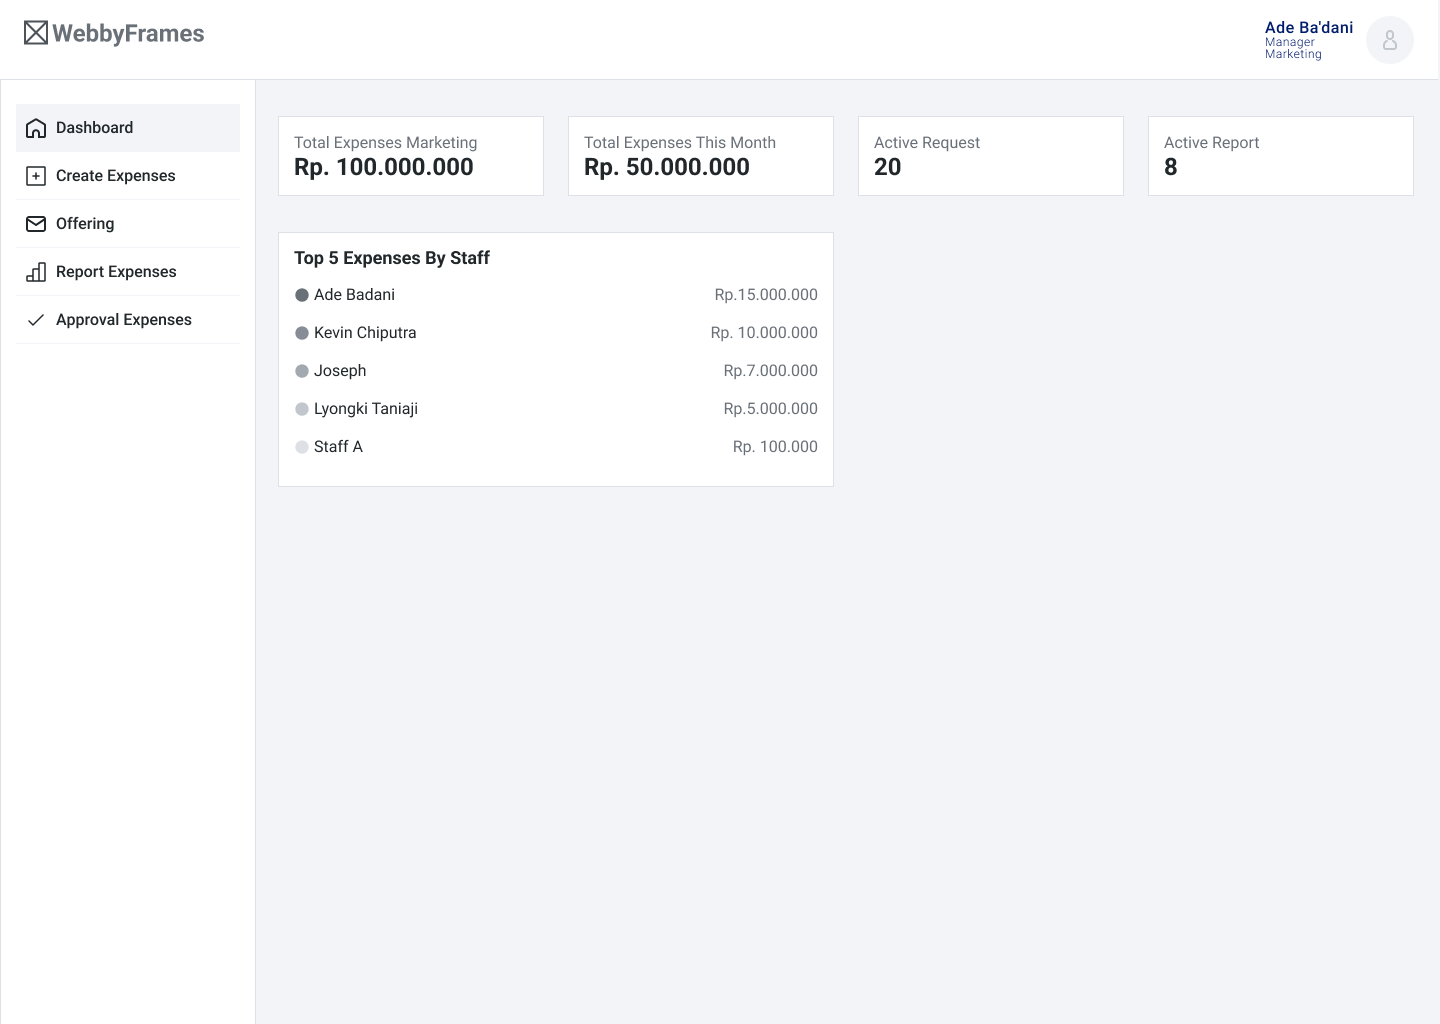 WebbyFrames
Ade Ba'dani
Manager
Marketing
Dashboard
Create Expenses
Offering
Report Expenses
Approval Expenses
Total Expenses Marketing
Rp. 100.000.000
Total Expenses This Month
Rp. 50.000.000
Active Request
20
Active Report
8
Top 5 Expenses By Staff
Ade Badani Rp.15.000.000
Kevin Chiputra Rp. 10.000.000
Joseph Rp.7.000.000
Lyongki Taniaji Rp.5.000.000
Staff A Rp. 100.000